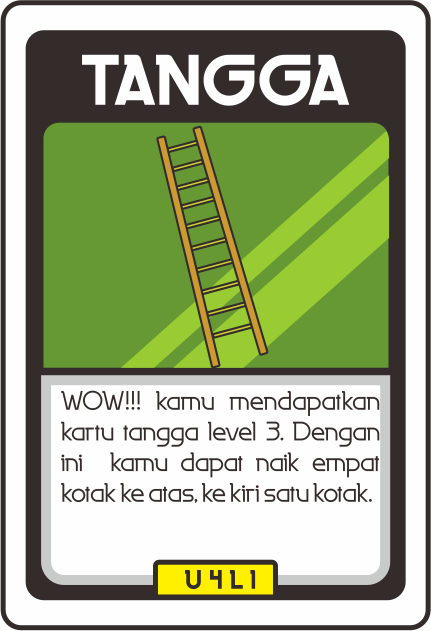 TANGGA
WOW!!! kamu mendapatkan
kartu tangga level 3. Dengan
ini kamu dapat naik empat
kotak ke atas, ke kiri satu kotak.
U4L1